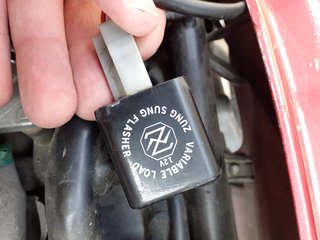 ZUNG SUNG FLASHER
12V
VARIABLE LOAD